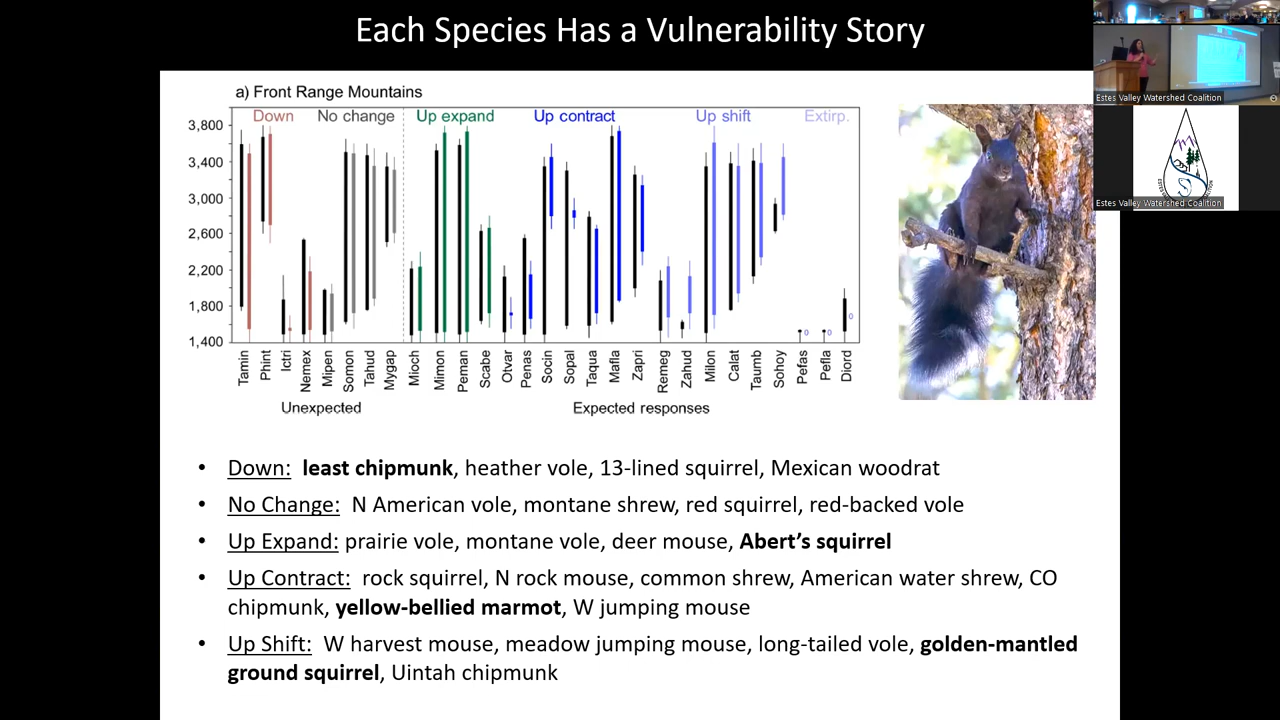 Each Species Has a Vulnerability Story
Estes Valley Watershed Coalition
Estes Valley Watershed Coalition
a) Front Range Mountains
Down No change Up expand Up contract Up shift Extirp.
3,800
3,400
3,000
2,600
2,200
1,800
1,400
Tamin Phint Ictri Nemex Mipen Somon Tahud Mygap Mioch Mimon Peman Scabe Otvar Penas Socin Sopal Taqua Mafla Zapri Remeg Zahud Milon Calat Taumb Sohoy Pefas Pefla Diord
0 0 0
Unexpected Expected responses
• Down: least chipmunk, heather vole, 13-lined squirrel, Mexican woodrat
• No Change: N American vole, montane shrew, red squirrel, red-backed vole
• Up Expand: prairie vole, montane vole, deer mouse, Abert’s squirrel
• Up Contract: rock squirrel, N rock mouse, common shrew, American water shrew, CO
chipmunk, yellow-bellied marmot, W jumping mouse
• Up Shift: W harvest mouse, meadow jumping mouse, long-tailed vole, golden-mantled
ground squirrel, Uintah chipmunk